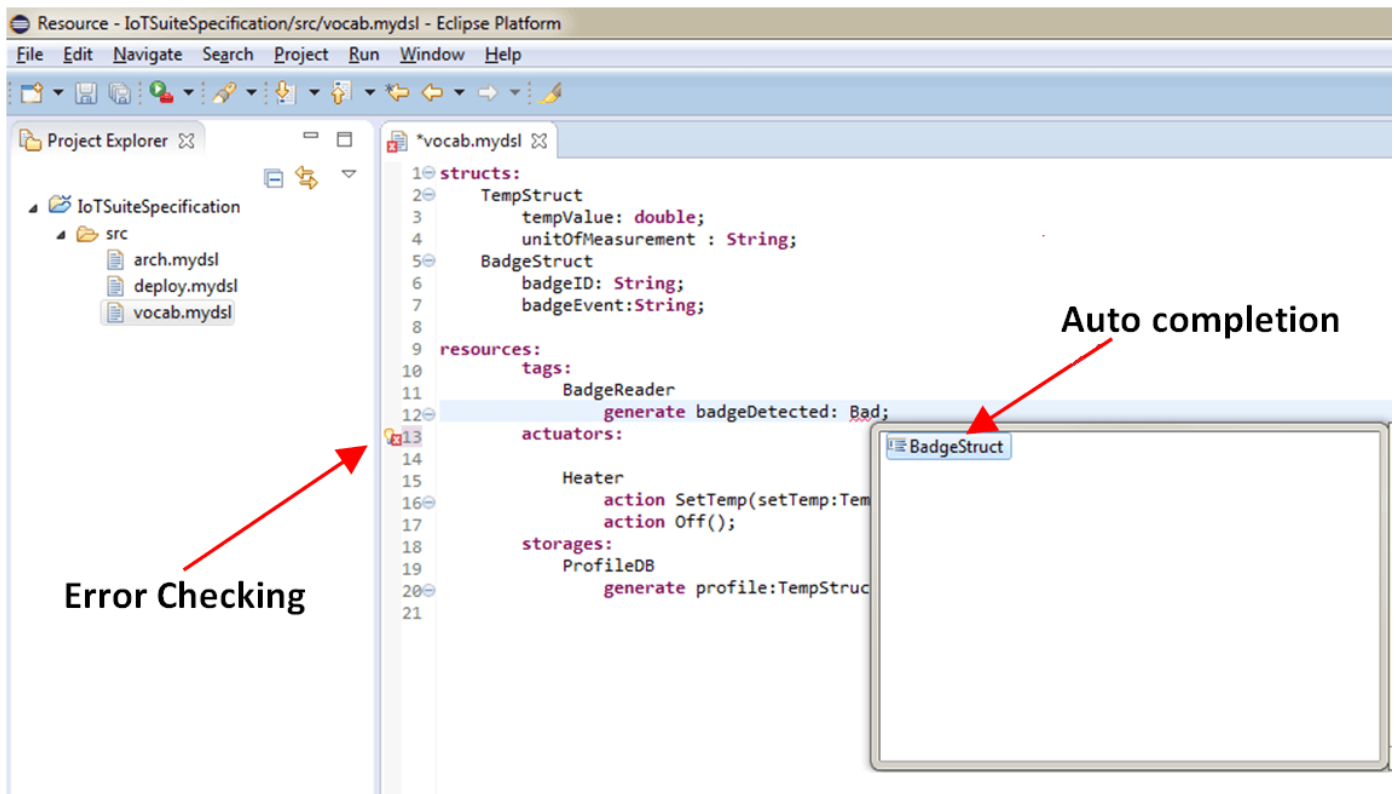 Resource - IoTSuiteSpecification/src/vocab.mydsl - Eclipse Platform
File Edit Navigate Search Project Run Window Help
Project Explorer
IoTSuiteSpecification
src
arch.mydsl
deploy.mydsl
vocab.mydsl
*vocab.mydsl
1 structs:
2 TempStruct
3 tempValue: double;
4 unitOfMeasurement : String;
5 BadgeStruct
6 badgeID: String;
7 badgeEvent:String;
8
9 resources:
10 tags:
11 BadgeReader
12 generate badgeDetected: Bad;
13 actuators:
14
15 Heater
16 action SetTemp(setTemp:Tem
17 action Off();
18 storages:
19 ProfileDB
20 generate profile:TempStruc
21
BadgeStruct
Auto completion
Error Checking